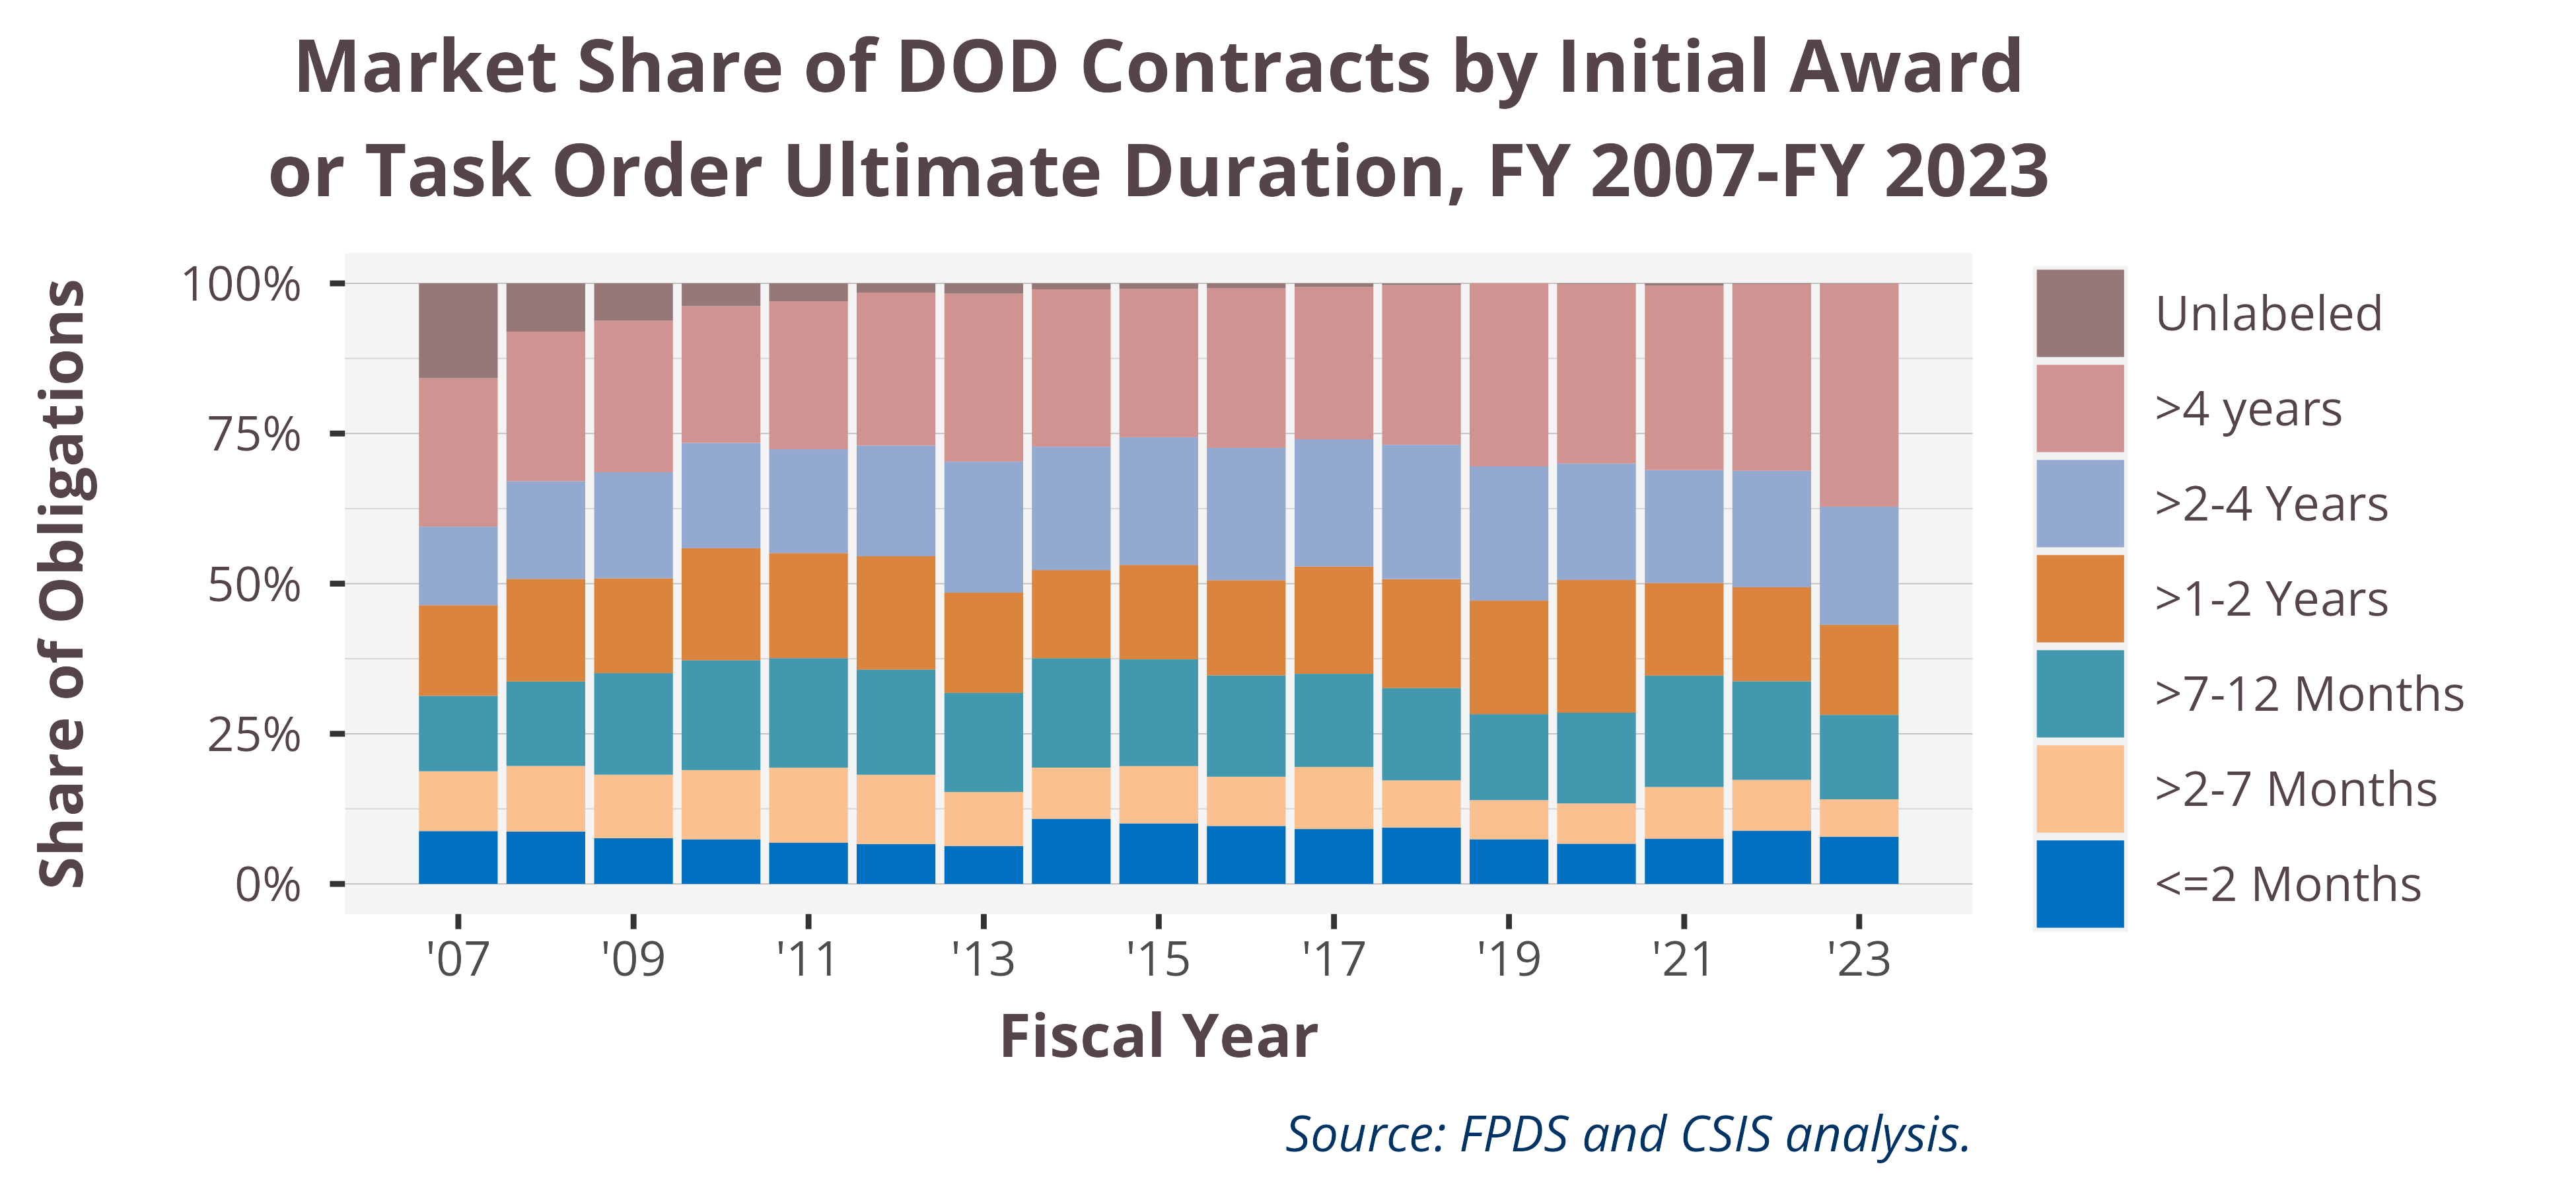 Market Share of DOD Contracts by Initial Award
or Task Order Ultimate Duration, FY 2007-FY 2023
Share of Obligations
100%
75%
50%
25%
0%
'07
'09
'11
'13
'15
'17
'19
'21
'23
Fiscal Year
Unlabeled
>4 years
>2-4 Years
>1-2 Years
>7-12 Months
>2-7 Months
<=2 Months
Source: FPDS and CSIS analysis.